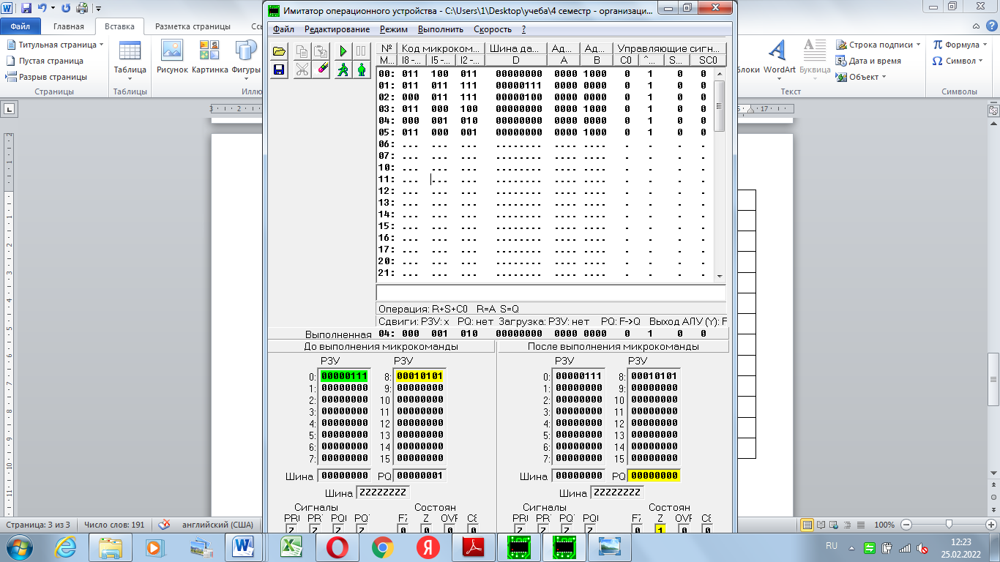 Имитатор операционного устройства - C:\Users\1\Desktop\учеба\4 семестр - организаци...
Файл Главная Вставка Разметка страницы Ссы
Файл Редактирование Режим Выполнить Скорость ?
Титульная страница
Пустая страница
Разрыв страницы
Страницы
Таблица
Таблицы
Рисунок Картинка Фигуры
Иллю
блоки WordArt Буквица
Строка подписи
Дата и время
Объект
Текст
Формула
Символ
Символы
№ Код микроком... Шина да... Ад... Ад... Управляющие сигн...
М... I8 -... I5 -... I2 -... D A B C0 ^... S... SC0
00: 011 100 011 00000000 0000 1000 0 1 0 0
01: 011 011 111 00000111 0000 0000 0 1 0 0
02: 000 011 111 00000100 0000 0000 0 1 0 0
03: 011 000 100 00000000 0000 1000 0 1 0 0
04: 000 001 010 00000000 0000 0000 0 1 0 0
05: 011 000 001 00000000 0000 1000 0 1 0 0
06: ... ... ... ........ .... .... . . . .
07: ... ... ... ........ .... .... . . . .
10: ... ... ... ........ .... .... . . . .
11: ... ... ... ........ .... .... . . . .
12: ... ... ... ........ .... .... . . . .
13: ... ... ... ........ .... .... . . . .
14: ... ... ... ........ .... .... . . . .
15: ... ... ... ........ .... .... . . . .
16: ... ... ... ........ .... .... . . . .
17: ... ... ... ........ .... .... . . . .
20: ... ... ... ........ .... .... . . . .
21: ... ... ... ........ .... .... . . . .
Операция: R+S+C0 R=A S=Q
Сдвиги: РЗУ: x PQ: нет Загрузка: РЗУ: нет PQ: F->Q Выход АЛУ (Y): F
Выполненная 04: 000 001 010 00000000 0000 0000 0 1 0 0
До выполнения микрокоманды После выполнения микрокоманды
РЗУ РЗУ РЗУ РЗУ
0: 00000111 8: 00010101 0: 00000111 8: 00010101
1: 00000000 9: 00000000 1: 00000000 9: 00000000
2: 00000000 10 00000000 2: 00000000 10 00000000
3: 00000000 11 00000000 3: 00000000 11 00000000
4: 00000000 12 00000000 4: 00000000 12 00000000
5: 00000000 13 00000000 5: 00000000 13 00000000
6: 00000000 14 00000000 6: 00000000 14 00000000
7: 00000000 15 00000000 7: 00000000 15 00000000
Шина 00000000 PQ 00000001 Шина 00000000 PQ 00000000
Шина ZZZZZZZZ Шина ZZZZZZZZ
Сигналы Состоян Сигналы Состоян
F7 Z OVF C8 F7 Z OVF C8
Z Z Z Z 0 0 0 0 Z Z Z Z 0 1 0 0
Страница: 3 из 3 Число слов: 191 английский (США) 100%
RU 12:23
25.02.2022